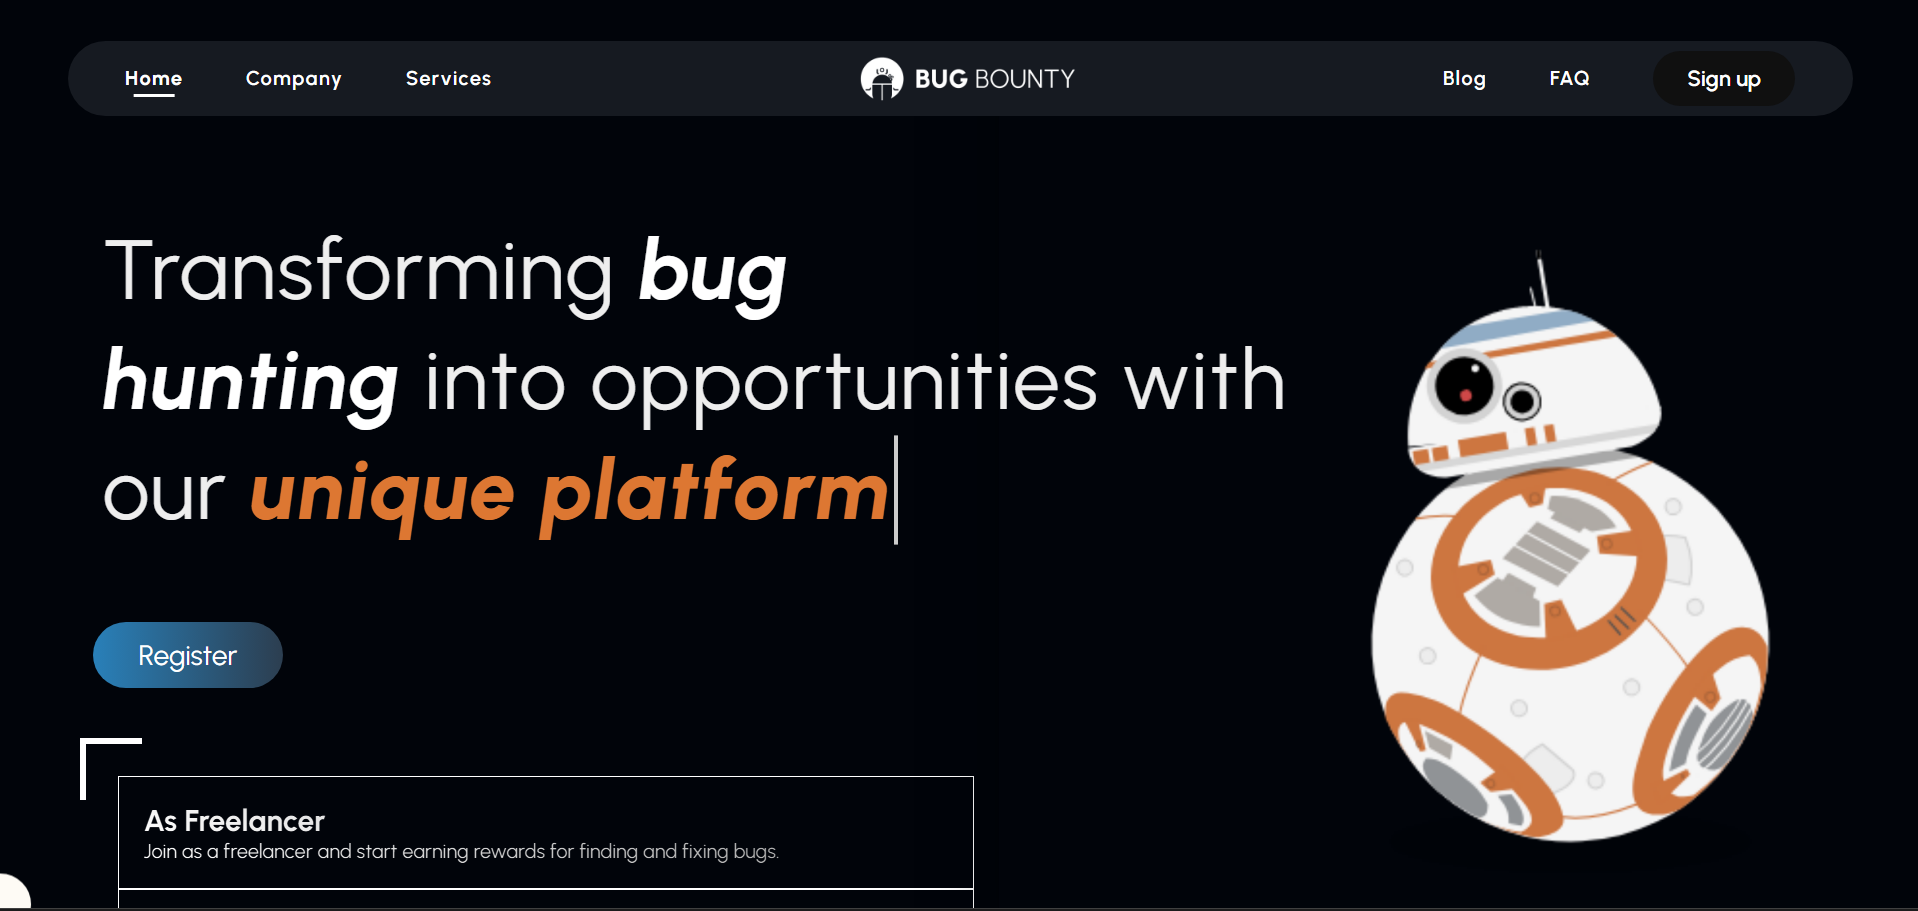 Home Company Services BUG BOUNTY Blog FAQ Sign up
Transforming bug
hunting into opportunities with
our unique platform
Register
As Freelancer
Join as a freelancer and start earning rewards for finding and fixing bugs.